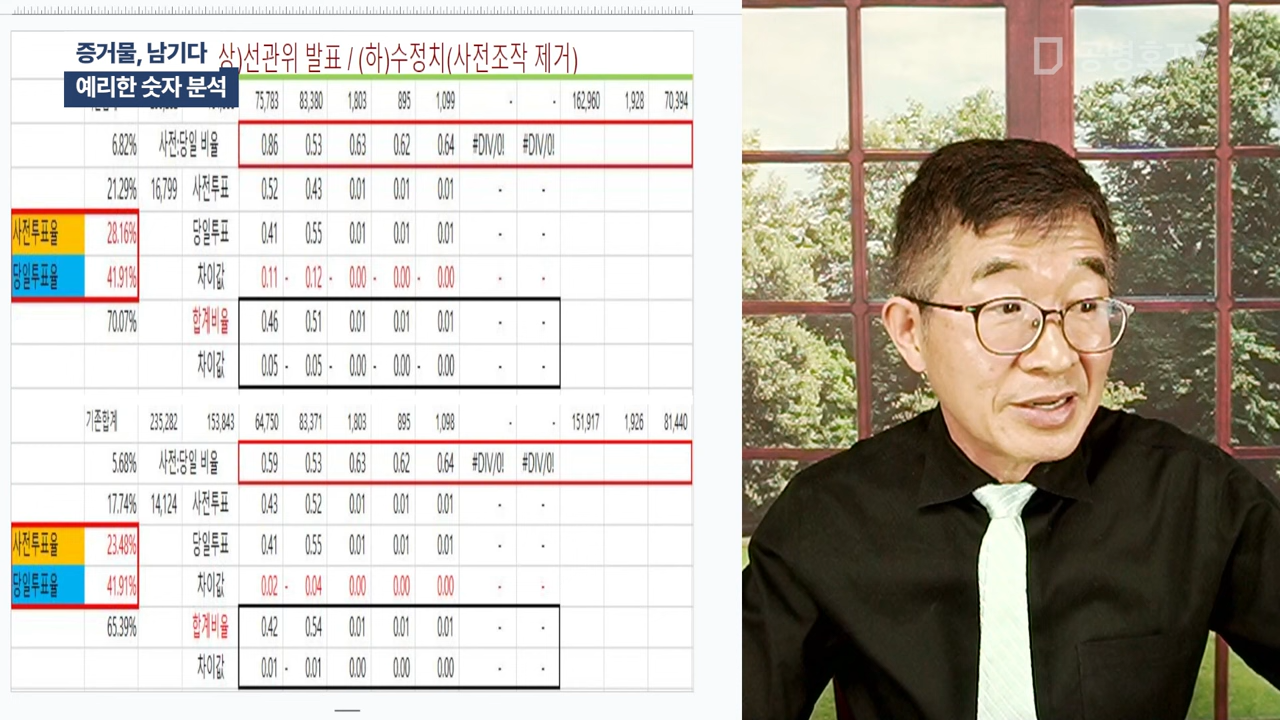 증거물, 남기다
예리한 숫자 분석
상)선관위 발표 / (하)수정치(사전조작 제거)
75,783 83,380 1,803 895 1,099 - - 162,960 1,928 70,394
6.82% 사전:당일 비율 0.86 0.53 0.63 0.62 0.64 #DIV/0! #DIV/0!
21.29% 16,799 사전투표 0.52 0.43 0.01 0.01 0.01 - -
사전투표율 28.16% 당일투표 0.41 0.55 0.01 0.01 0.01 - -
당일투표율 41.91% 차이값 0.11 - 0.12 - 0.00 - 0.00 - 0.00 - -
70.07% 합계비율 0.46 0.51 0.01 0.01 0.01 - -
차이값 0.05 - 0.05 - 0.00 - 0.00 - 0.00 - -
기존합계 235,282 153,843 64,750 83,371 1,803 895 1,098 - - 151,917 1,926 81,440
5.68% 사전:당일 비율 0.59 0.53 0.63 0.62 0.64 #DIV/0! #DIV/0!
17.74% 14,124 사전투표 0.43 0.52 0.01 0.01 0.01 - -
사전투표율 23.48% 당일투표 0.41 0.55 0.01 0.01 0.01 - -
당일투표율 41.91% 차이값 0.02 - 0.04 0.00 0.00 0.00 - -
65.39% 합계비율 0.42 0.54 0.01 0.01 0.01 - -
차이값 0.01 - 0.01 0.00 0.00 0.00 - -
공병호TV